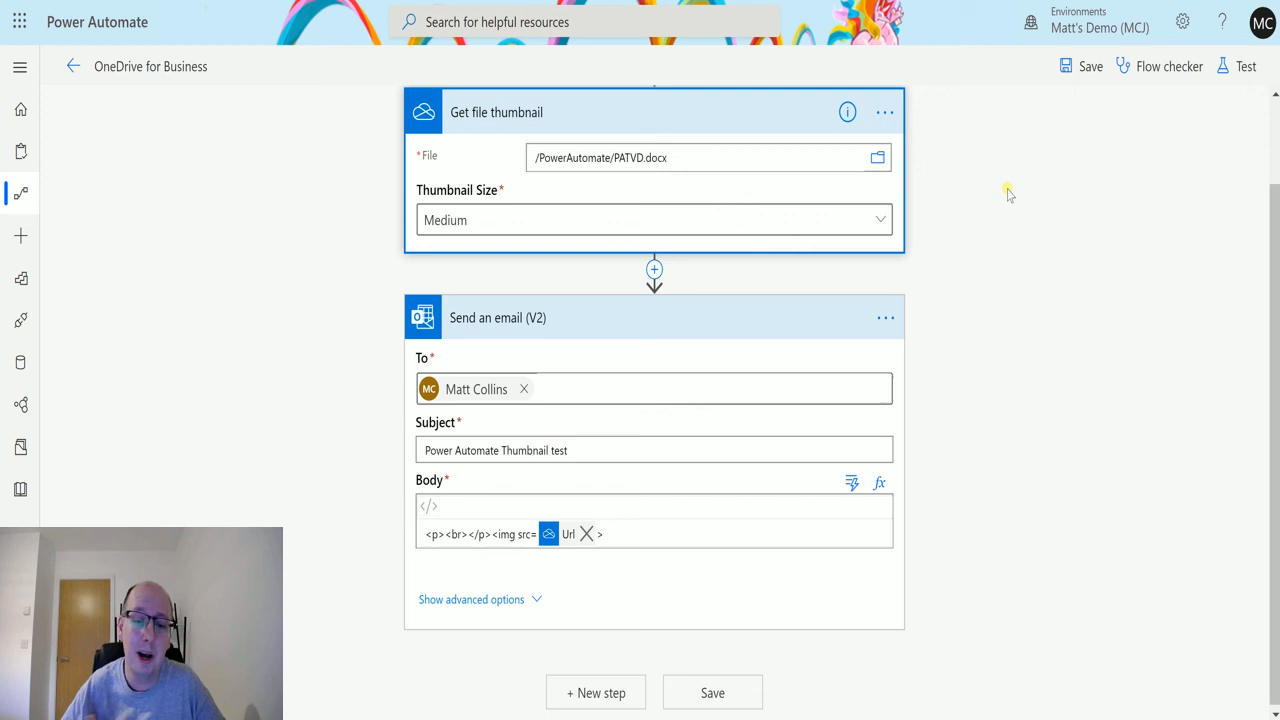 Power Automate
Search for helpful resources
Environments
Matt's Demo (MCJ)
MC
OneDrive for Business
Save
Flow checker
Test
Get file thumbnail
* File
/PowerAutomate/PATVD.docx
Thumbnail Size*
Medium
Send an email (V2)
To*
MC Matt Collins
Subject*
Power Automate Thumbnail test
Body*
fx
</>
<p><br></p><img src= Url >
Show advanced options
+ New step
Save